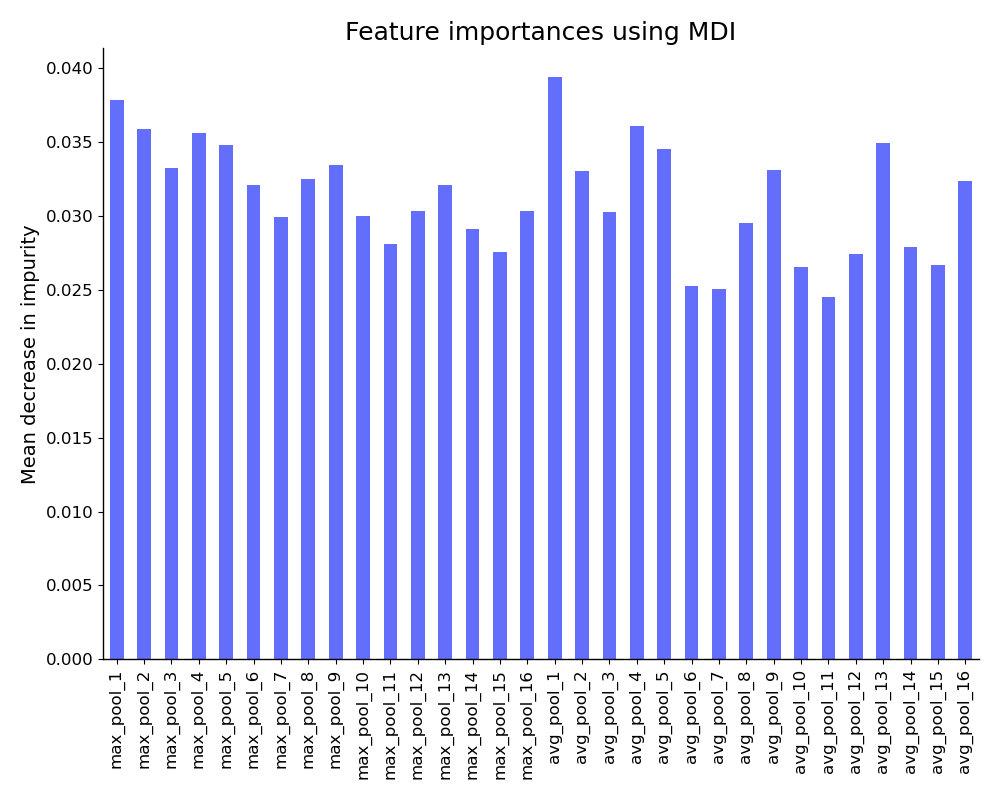 Feature importances using MDI
Mean decrease in impurity
0.040
0.035
0.030
0.025
0.020
0.015
0.010
0.005
0.000
max_pool_1
max_pool_2
max_pool_3
max_pool_4
max_pool_5
max_pool_6
max_pool_7
max_pool_8
max_pool_9
max_pool_10
max_pool_11
max_pool_12
max_pool_13
max_pool_14
max_pool_15
max_pool_16
avg_pool_1
avg_pool_2
avg_pool_3
avg_pool_4
avg_pool_5
avg_pool_6
avg_pool_7
avg_pool_8
avg_pool_9
avg_pool_10
avg_pool_11
avg_pool_12
avg_pool_13
avg_pool_14
avg_pool_15
avg_pool_16